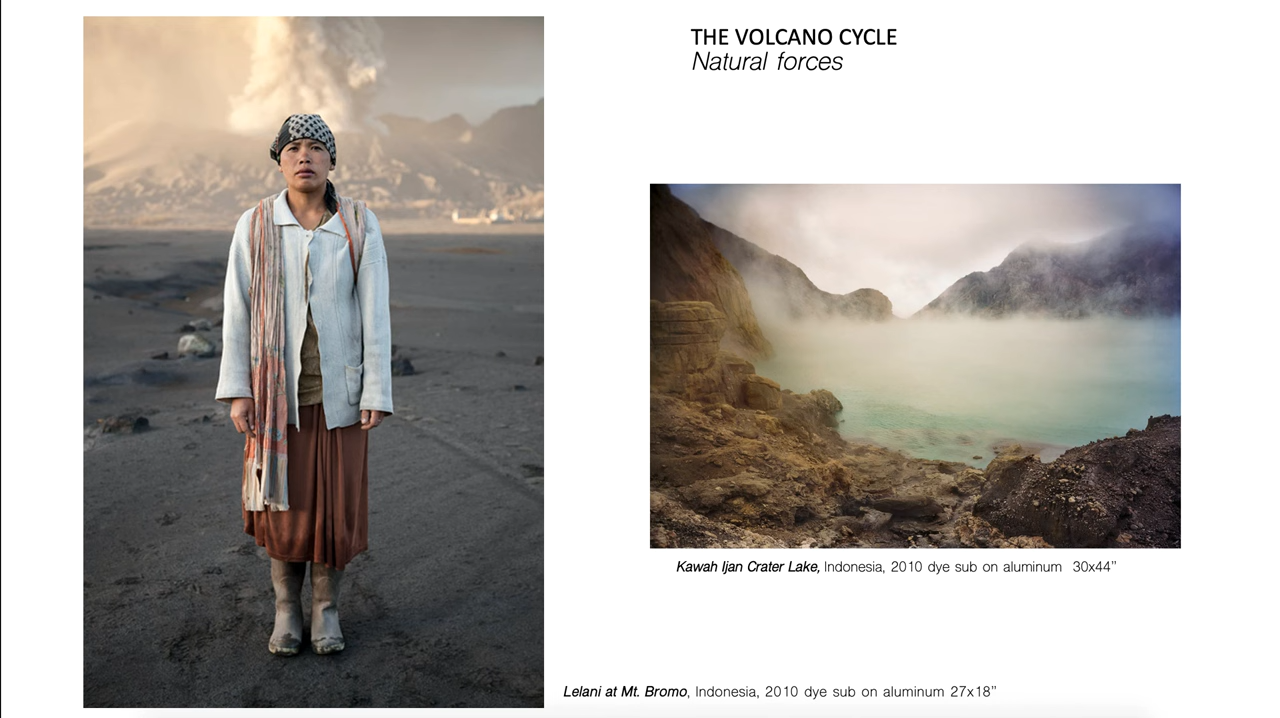 THE VOLCANO CYCLE
Natural forces
Kawah Ijan Crater Lake, Indonesia, 2010 dye sub on aluminum 30x44”
Lelani at Mt. Bromo, Indonesia, 2010 dye sub on aluminum 27x18”